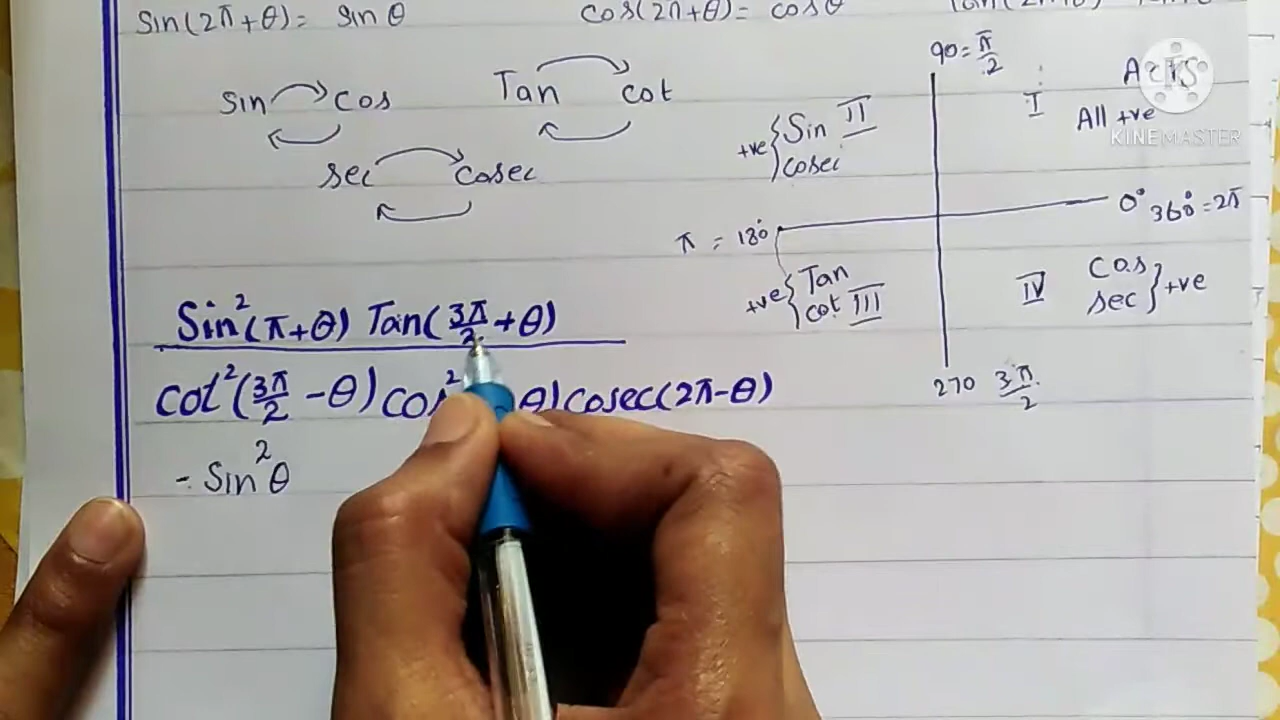 Sin(2π+θ) = Sin θ
cos(2π+θ) = cosθ
Sin cos
Tan cot
sec cosec
90 = π/2
I
All +ve
KINEMASTER
+ve { Sin II
cosec
0° 360° = 2π
π = 180°
+ve { Tan
cot III
IV cos
sec } +ve
270 3π/2
Sin²(π+θ) Tan(3π/2+θ)
cot²(3π/2-θ) cos² θ) cosec(2π-θ)
- Sin²θ